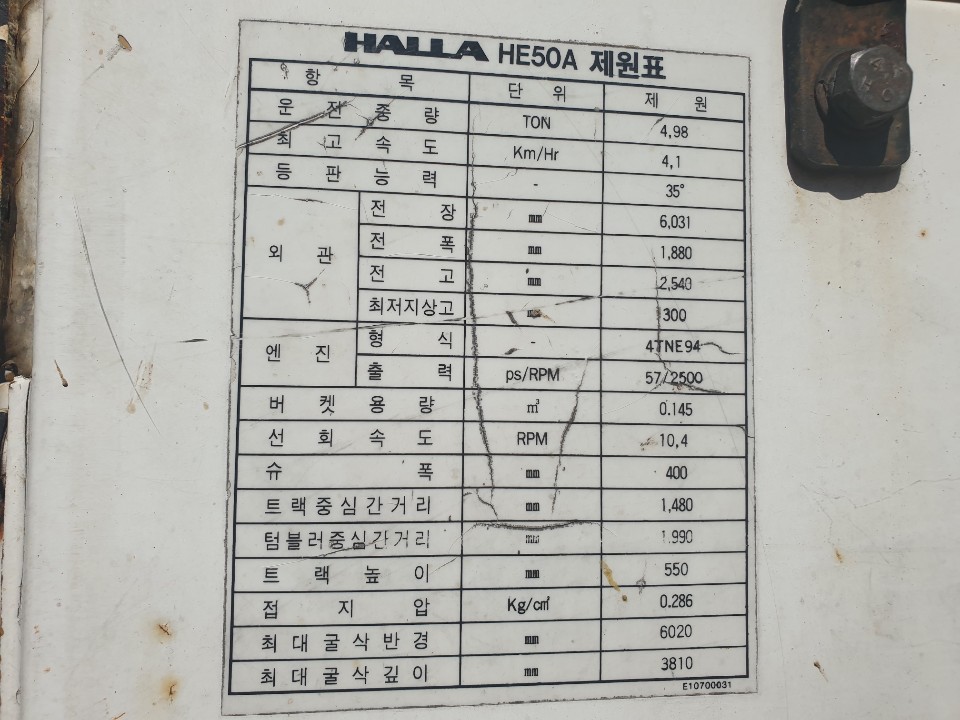 HALLA HE50A 제원표
항 목 단 위 제 원
운 전 중 량 TON 4,98
최 고 속 도 Km/Hr 4,1
등 판 능 력 - 35°
외 관 전 장 ㎜ 6,031
전 폭 ㎜ 1,880
전 고 ㎜ 2,540
최저지상고 ㎜ 300
엔 진 형 식 - 4TNE94
출 력 ps/RPM 57/2500
버 켓 용 량 ㎥ 0.145
선 회 속 도 RPM 10,4
슈 폭 ㎜ 400
트 랙 중 심 간 거 리 ㎜ 1,480
텀블러중심간거리 ㎜ 1,990
트 랙 높 이 ㎜ 550
접 지 압 Kg/㎠ 0.286
최 대 굴 삭 반 경 ㎜ 6020
최 대 굴 삭 깊 이 ㎜ 3810
E10700031